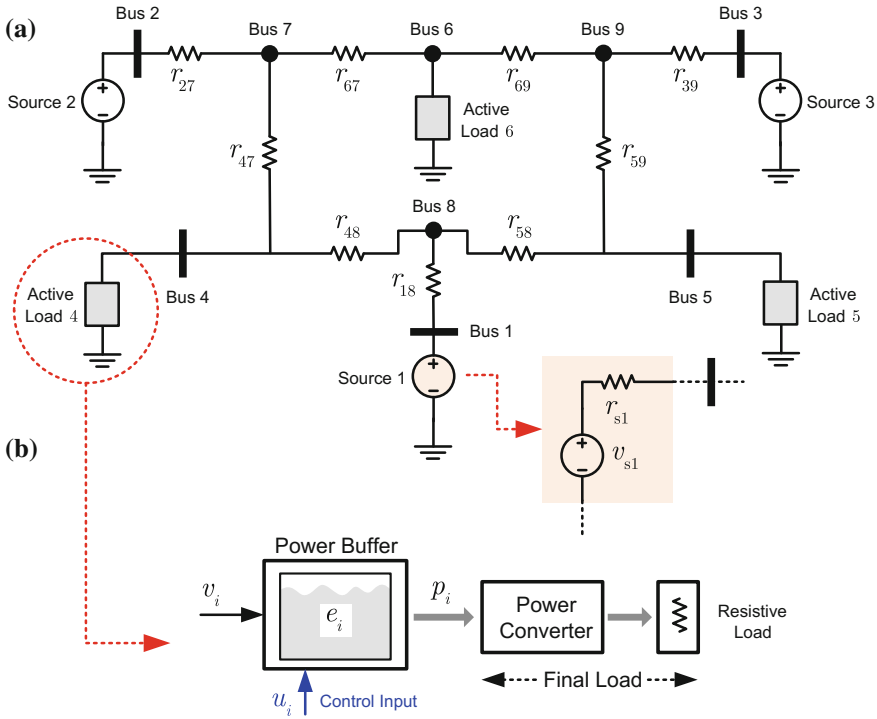 (a)
Bus 2
Bus 7
Bus 6
Bus 9
Bus 3
r27
r67
r69
r39
Source 2
Active
Load 6
Source 3
r47
r59
Bus 8
r48
r58
r18
Active
Load 4
Bus 4
Bus 5
Active
Load 5
Bus 1
Source 1
rs1
vs1
(b)
Power Buffer
vi
ei
pi
Power
Converter
Resistive
Load
Final Load
ui
Control Input